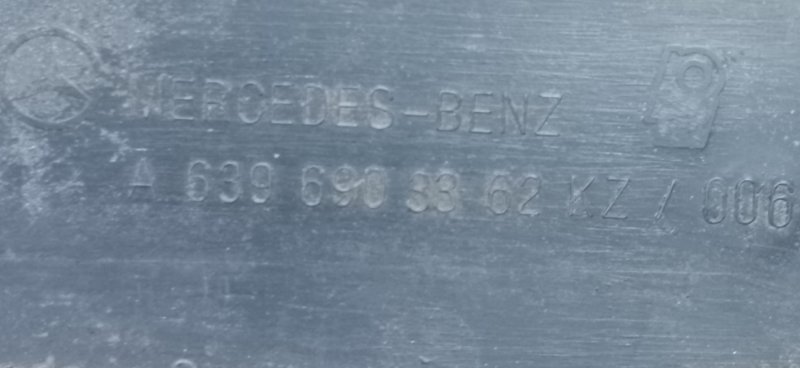 MERCEDES-BENZ
A 639 690 33 62 KZ / 006